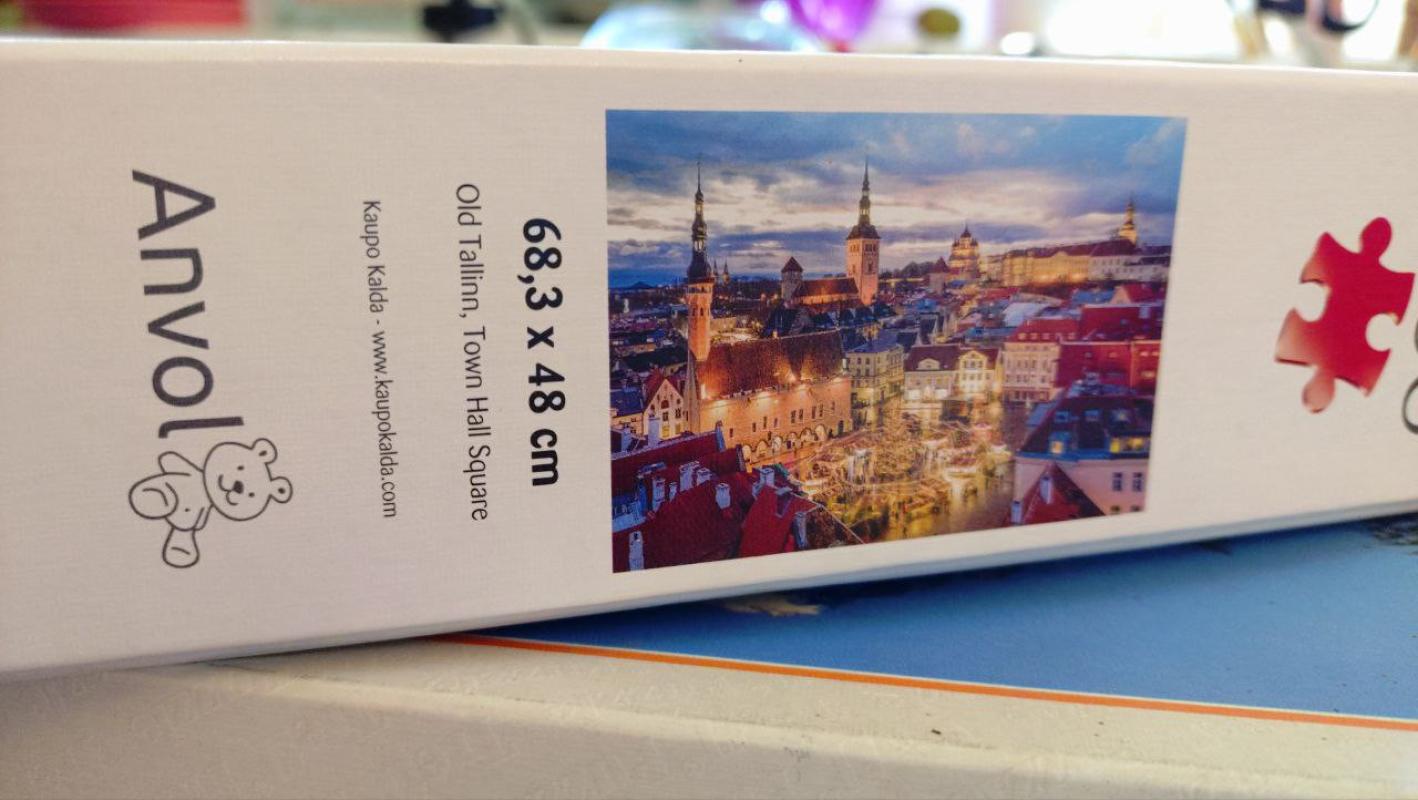 68,3 x 48 cm
Old Tallinn, Town Hall Square
Kaupo Kalda - www.kaupokalda.com
Anvol